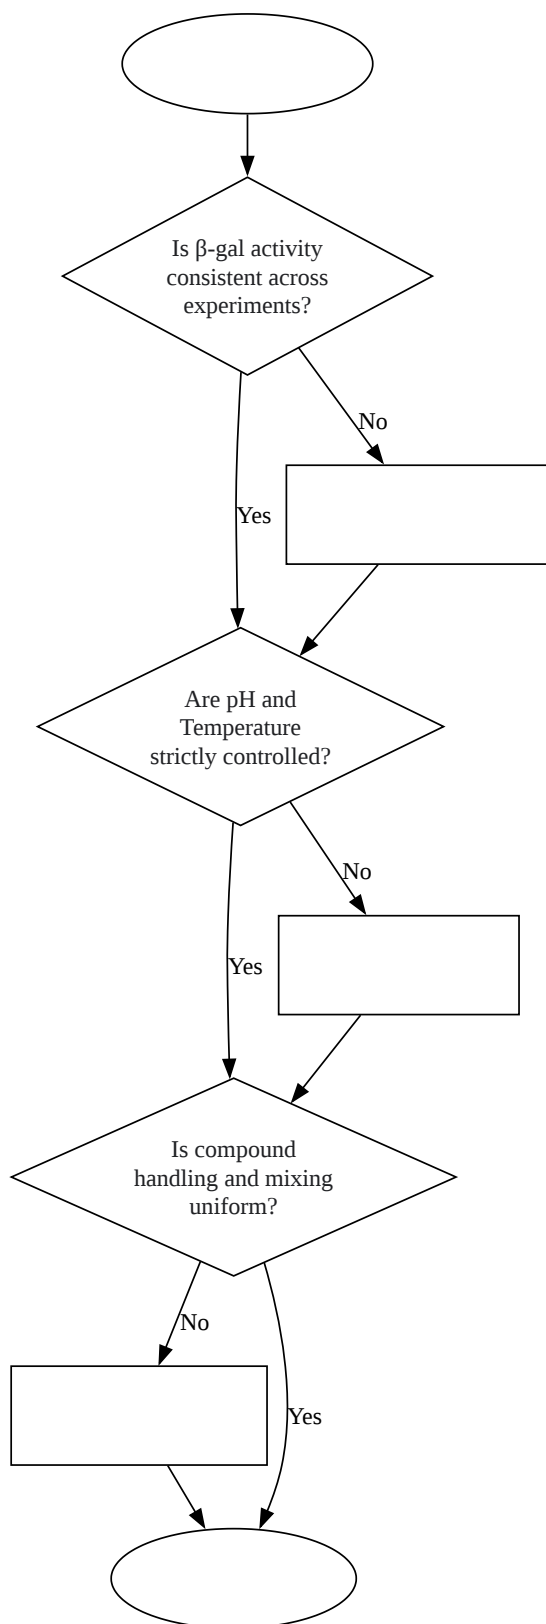 Is β-gal activity
consistent across
experiments?
No
Yes
Are pH and
Temperature
strictly controlled?
No
Yes
Is compound
handling and mixing
uniform?
No
Yes